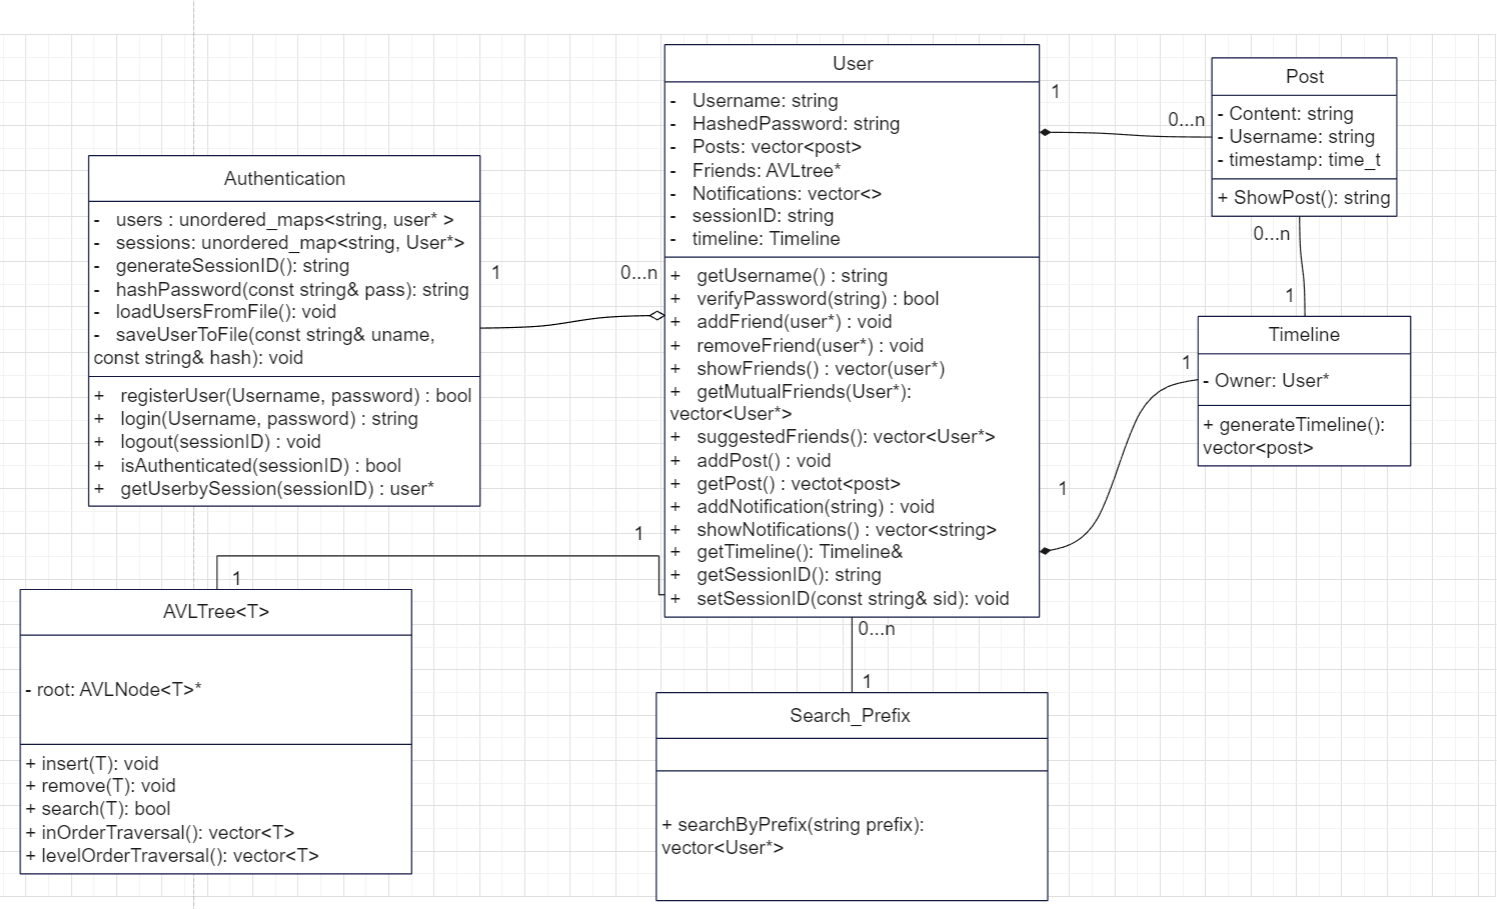 User
- Username: string
- HashedPassword: string
- Posts: vector<post>
- Friends: AVLtree*
- Notifications: vector<>
- sessionID: string
- timeline: Timeline
+ getUsername() : string
+ verifyPassword(string) : bool
+ addFriend(user*) : void
+ removeFriend(user*) : void
+ showFriends() : vector(user*)
+ getMutualFriends(User*):
vector<User*>
+ suggestedFriends(): vector<User*>
+ addPost() : void
+ getPost() : vectot<post>
+ addNotification(string) : void
+ showNotifications() : vector<string>
+ getTimeline(): Timeline&
+ getSessionID(): string
+ setSessionID(const string& sid): void
1
0...n
Post
- Content: string
- Username: string
- timestamp: time_t
+ ShowPost(): string
0...n
1
Timeline
- Owner: User*
+ generateTimeline():
vector<post>
1
1
Authentication
- users : unordered_maps<string, user* >
- sessions: unordered_map<string, User*>
- generateSessionID(): string
- hashPassword(const string& pass): string
- loadUsersFromFile(): void
- saveUserToFile(const string& uname,
const string& hash): void
+ registerUser(Username, password) : bool
+ login(Username, password) : string
+ logout(sessionID) : void
+ isAuthenticated(sessionID) : bool
+ getUserbySession(sessionID) : user*
1
0...n
1
1
AVLTree<T>
- root: AVLNode<T>*
+ insert(T): void
+ remove(T): void
+ search(T): bool
+ inOrderTraversal(): vector<T>
+ levelOrderTraversal(): vector<T>
0...n
1
Search_Prefix
+ searchByPrefix(string prefix):
vector<User*>